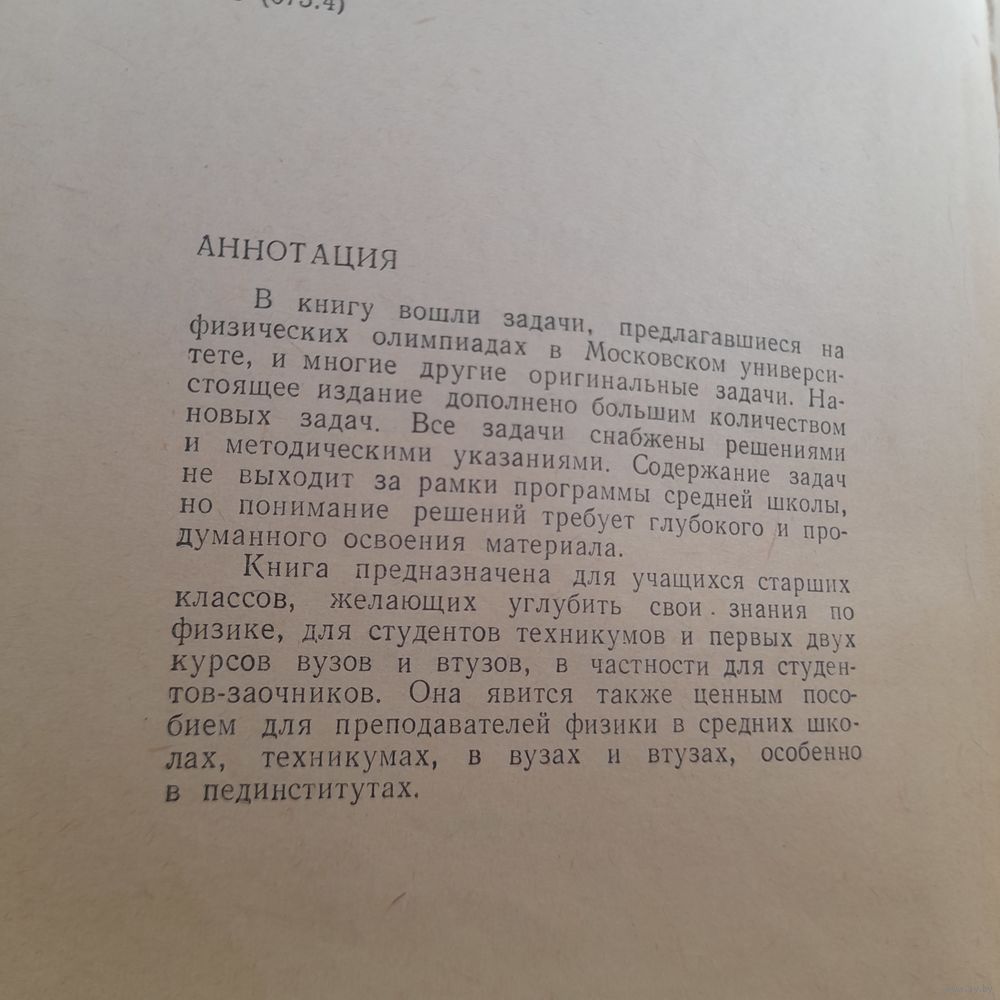 (075.4)
АННОТАЦИЯ
В книгу вошли задачи, предлагавшиеся на
физических олимпиадах в Московском универси-
тете, и многие другие оригинальные задачи. На-
стоящее издание дополнено большим количеством
новых задач. Все задачи снабжены решениями
и методическими указаниями. Содержание задач
не выходит за рамки программы средней школы,
но понимание решений требует глубокого и про-
думанного освоения материала.
Книга предназначена для учащихся старших
классов, желающих углубить свои знания по
физике, для студентов техникумов и первых двух
курсов вузов и втузов, в частности для студен-
тов-заочников. Она явится также ценным посо-
бием для преподавателей физики в средних шко-
лах, техникумах, в вузах и втузах, особенно
в пединститутах.